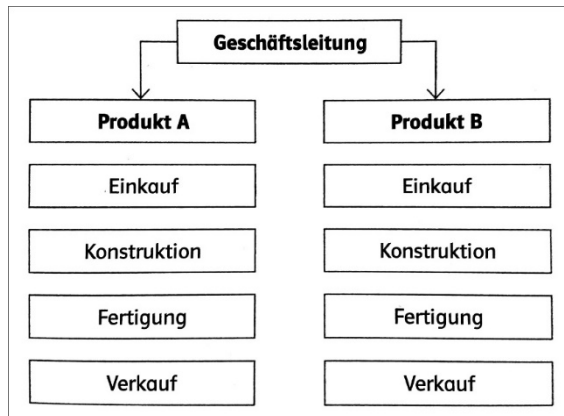 Geschäftsleitung
Produkt A
Produkt B
Einkauf
Einkauf
Konstruktion
Konstruktion
Fertigung
Fertigung
Verkauf
Verkauf